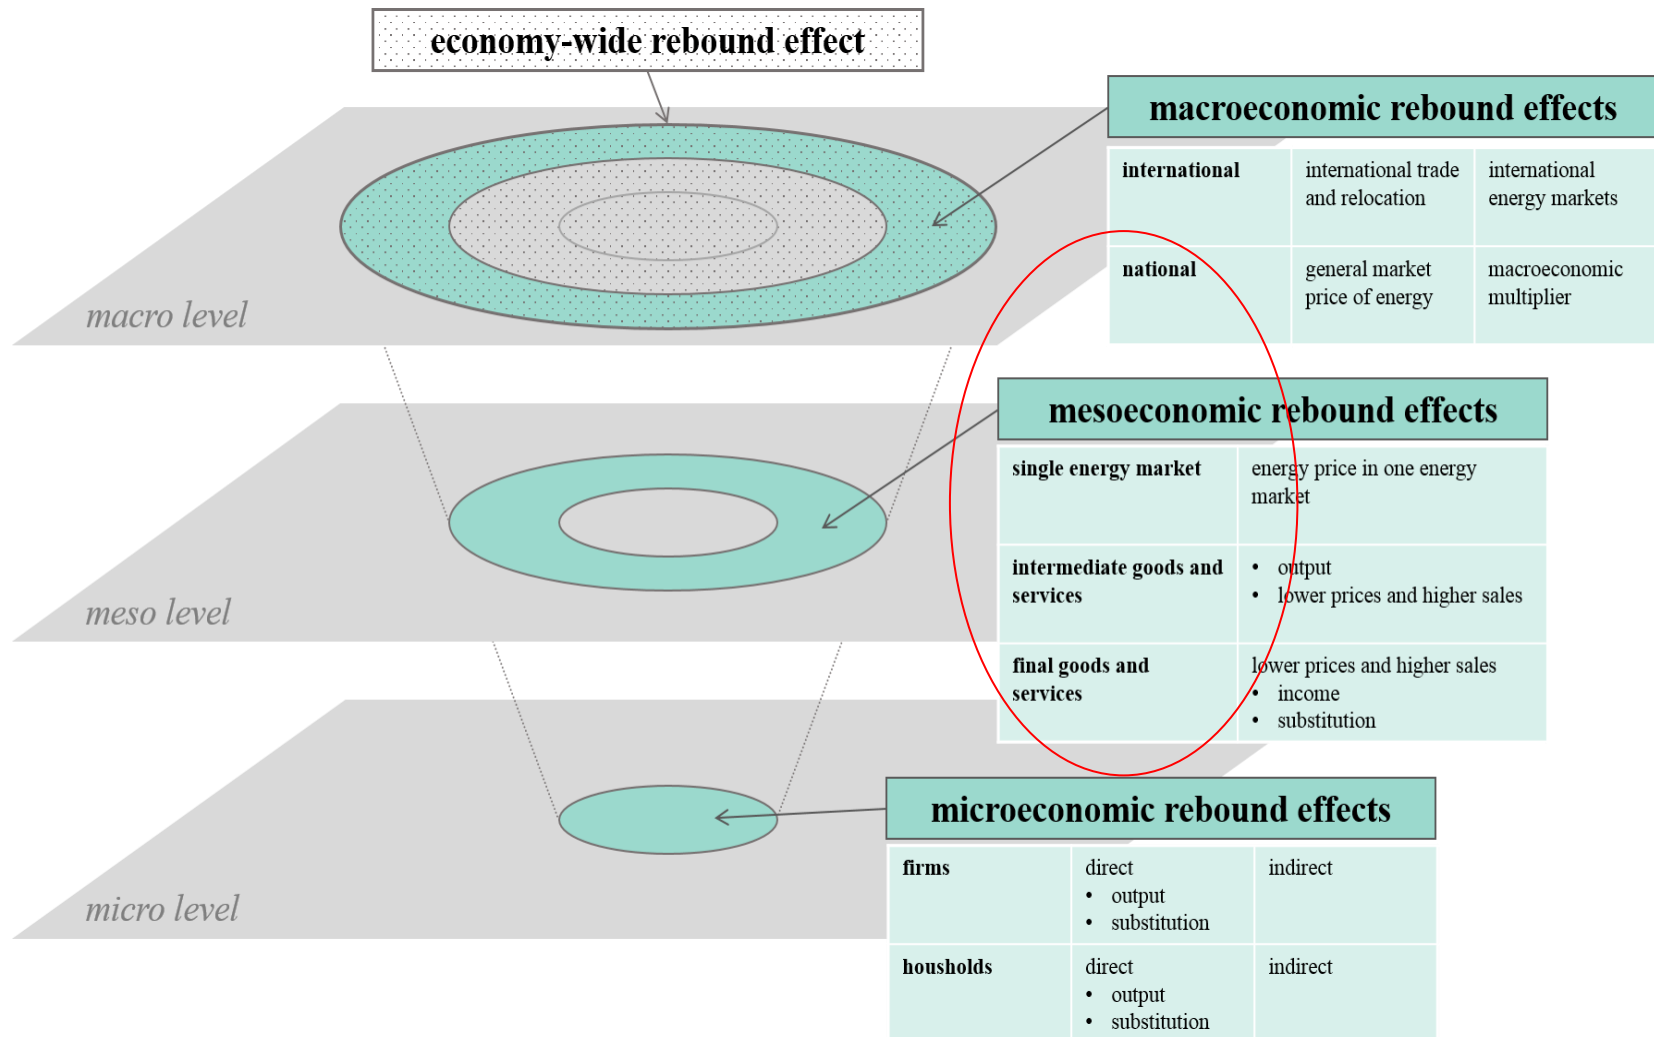 economy-wide rebound effect
macroeconomic rebound effects
international
international trade
and relocation
international
energy markets
national
general market
price of energy
macroeconomic
multiplier
macro level
mesoeconomic rebound effects
single energy market
energy price in one energy
market
intermediate goods and
services
• output
• lower prices and higher sales
final goods and
services
lower prices and higher sales
• income
• substitution
meso level
microeconomic rebound effects
firms
direct
• output
• substitution
indirect
housholds
direct
• output
• substitution
indirect
micro level